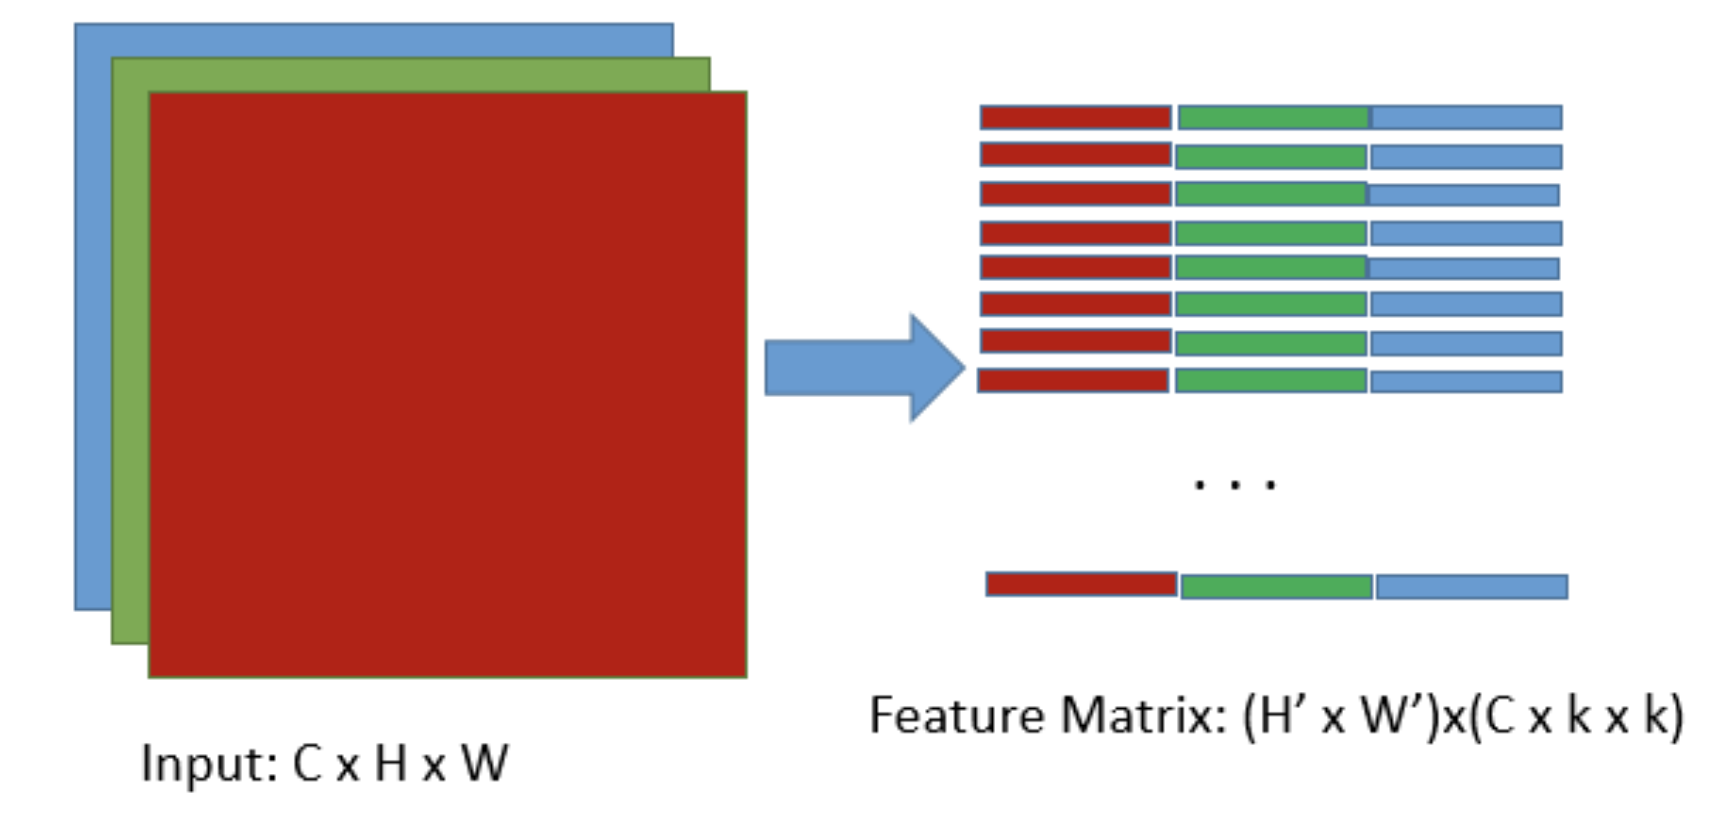 . . .
Feature Matrix: (H’ x W’)x(C x k x k)
Input: C x H x W